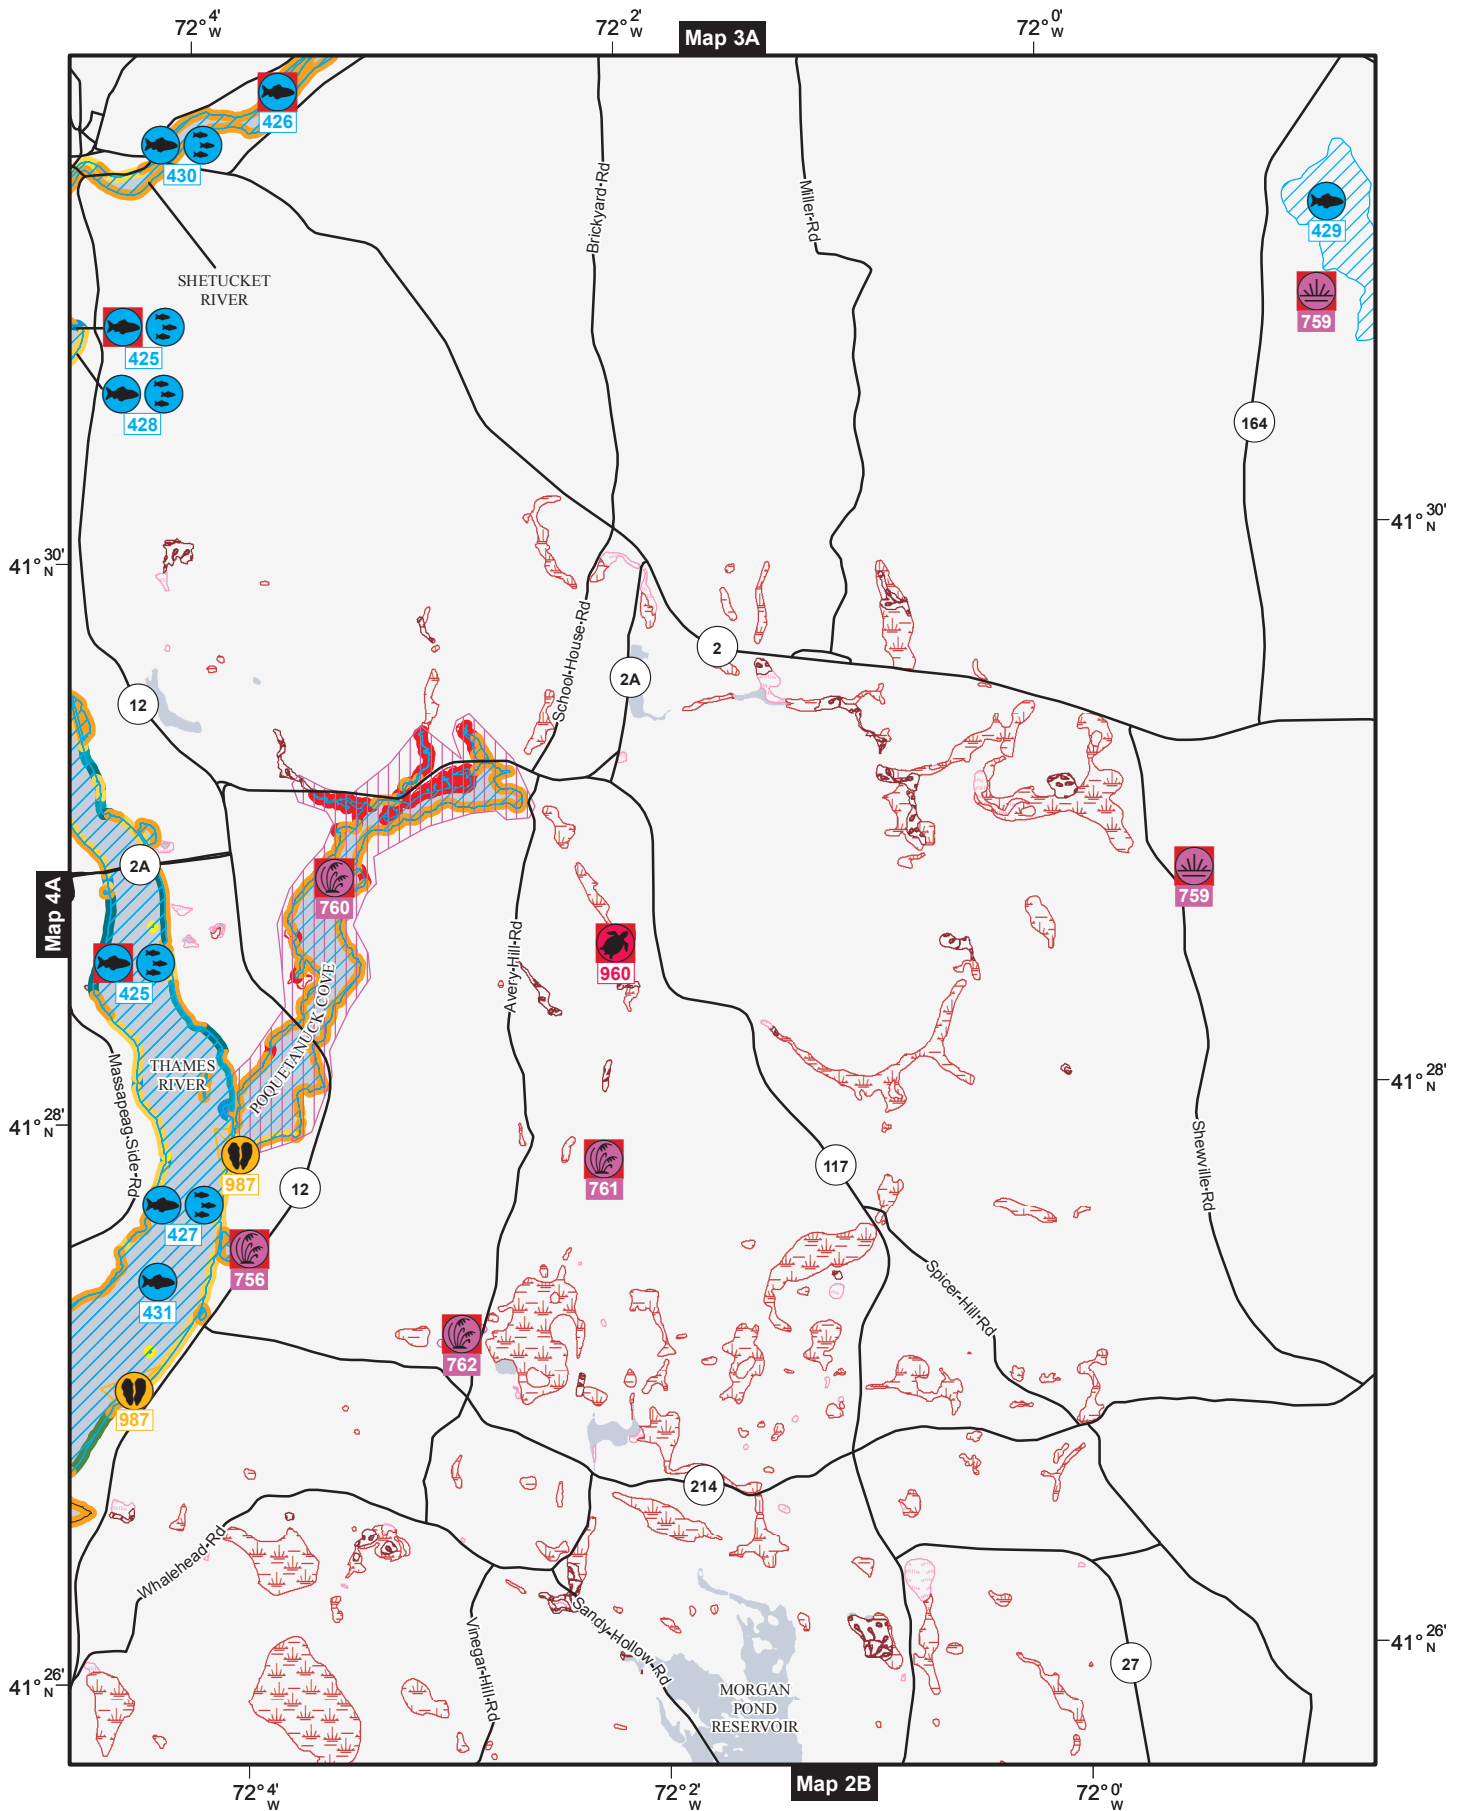 72° 4' W
72° 2' W
Map 3A
72° 0' W
426
430
SHETUCKET
RIVER
425
428
Brickyard Rd
Miller Rd
429
759
164
41° 30' N
41° 30' N
School House Rd
2
2A
12
2A
Map 4A
760
759
Avery Hill Rd
960
425
POQUETANUCK COVE
THAMES
RIVER
Massapeag Side Rd
41° 28' N
41° 28' N
987
12
761
117
Shewville Rd
427
756
431
Spicer Hill Rd
762
987
214
Whalehead Rd
Sandy Hollow Rd
Vinegar Hill Rd
27
41° 26' N
41° 26' N
MORGAN
POND
RESERVOIR
72° 4' W
72° 2' W
Map 2B
72° 0' W